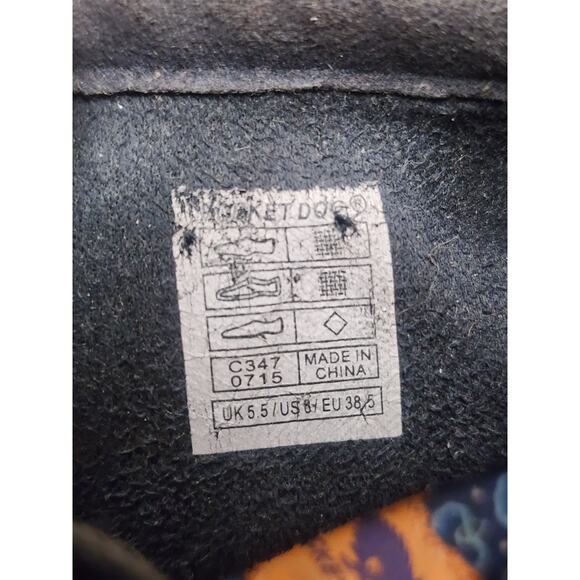 KET DOG®
C347
0715
MADE IN
CHINA
UK 5.5 / US 8 / EU 38.5